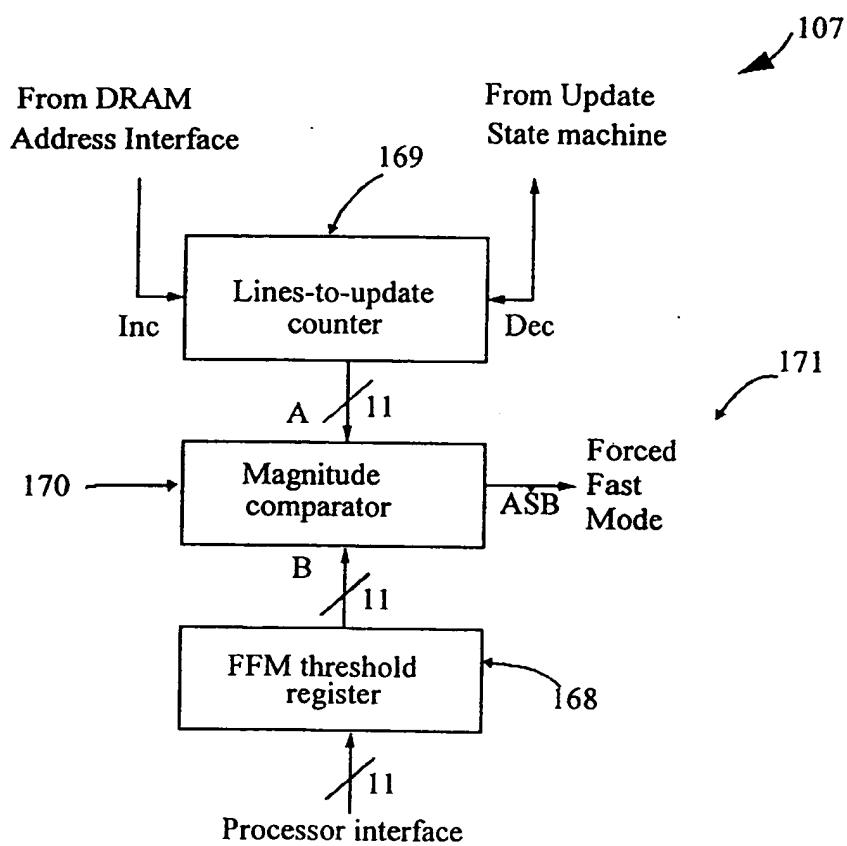 107
From DRAM
Address Interface
From Update
State machine
169
Lines-to-update
counter
Inc
Dec
171
A
11
Forced
Fast
Mode
170
Magnitude
comparator
ASB
B
11
FFM threshold
register
168
11
Processor interface